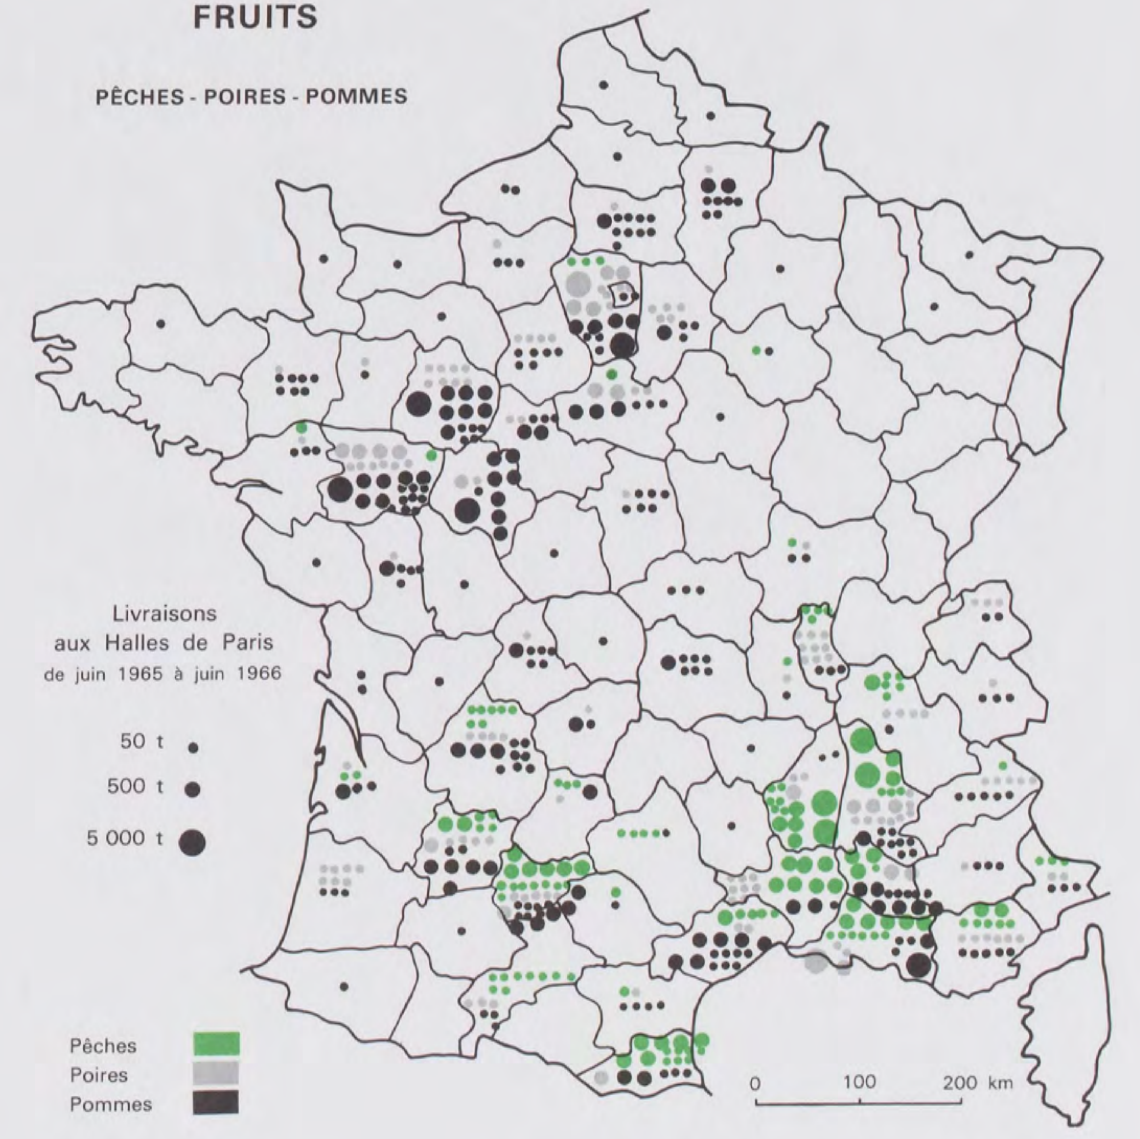 FRUITS
PÊCHES - POIRES - POMMES
Livraisons
aux Halles de Paris
de juin 1965 à juin 1966
50 t
500 t
5 000 t
Pêches
Poires
Pommes
0 100 200 km